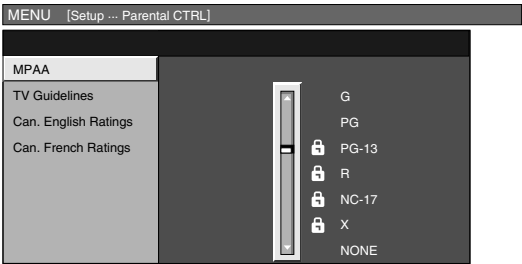 MENU [Setup ··· Parental CTRL]
MPAA
TV Guidelines
Can. English Ratings
Can. French Ratings
G
PG
PG-13
R
NC-17
X
NONE